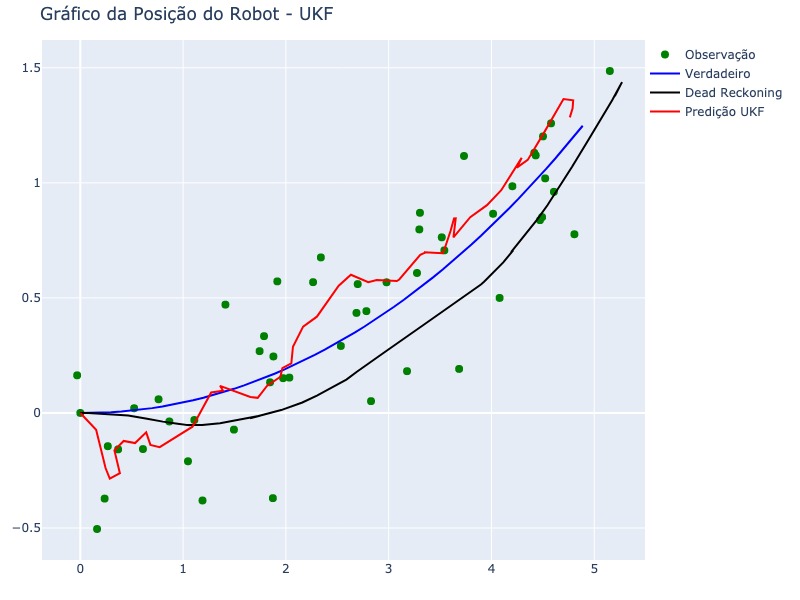 Gráfico da Posição do Robot - UKF
Observação
Verdadeiro
Dead Reckoning
Predição UKF
1.5
1
0.5
0
−0.5
0 1 2 3 4 5